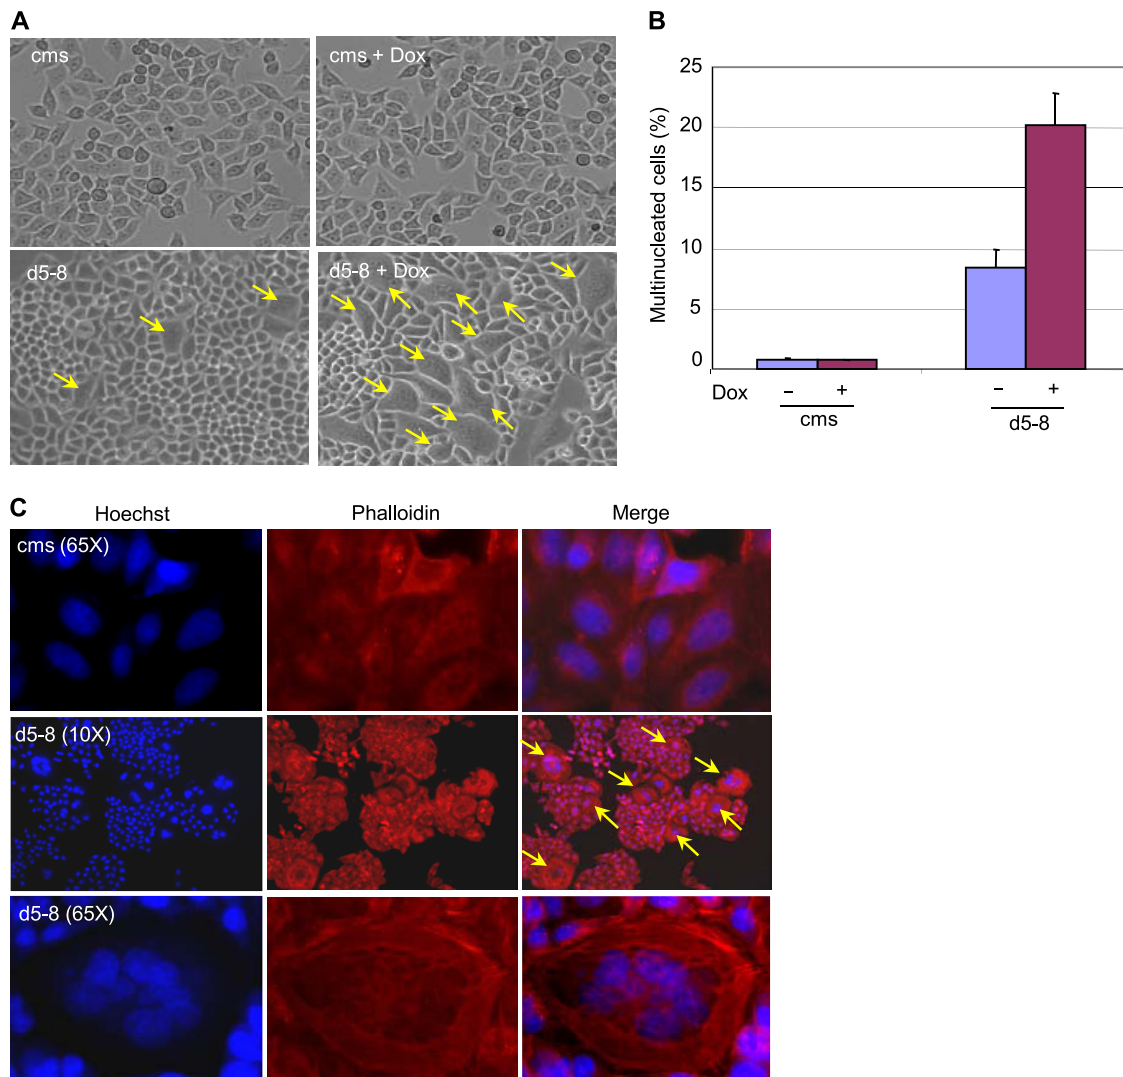 A
cms
cms + Dox
d5-8
d5-8 + Dox
B
Multinucleated cells (%)
25
20
15
10
5
0
Dox
– + – +
cms d5-8
C
Hoechst Phalloidin Merge
cms (65X)
d5-8 (10X)
d5-8 (65X)